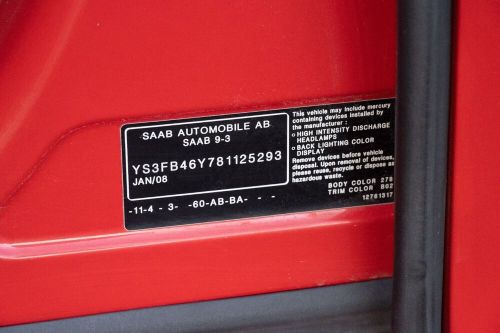 SAAB AUTOMOBILE AB
SAAB 9-3
YS3FB46Y781125293
JAN/08
-11-4 - 3- -60-AB-BA- - -
This vehicle may include mercury
containing devices installed by
the manufacturer :
○ HIGH INTENSITY DISCHARGE
HEADLAMPS
○ BACK LIGHTING COLOR
DISPLAY
Remove devices before vehicle
disposal. Upon removal of devices,
please reuse, recycle or dispose as
hazardous waste.
BODY COLOR 278
TRIM COLOR B02
12761317